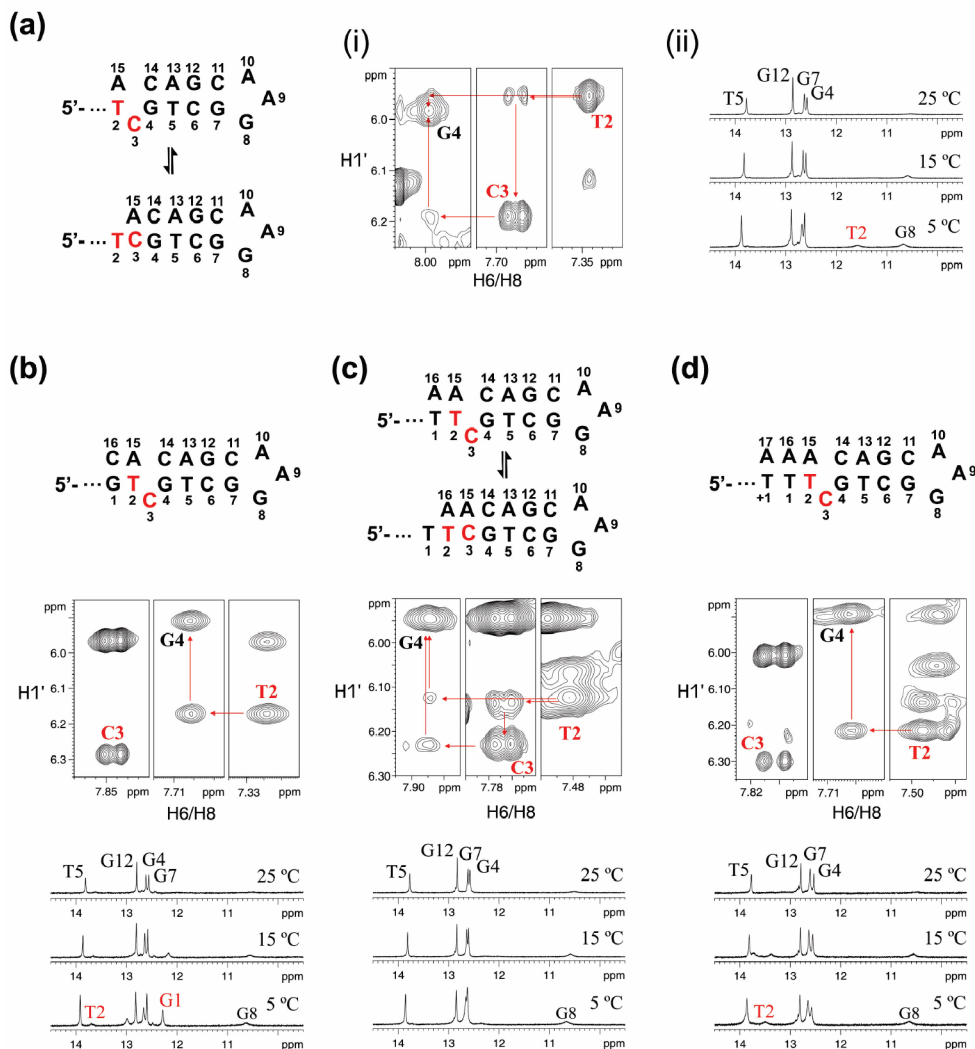 (a)
15 14 13 12 11 10
A C A G C A
5'- ··· T G T C G A 9
2 C 4 5 6 7 G
3 8
10
15 14 13 12 11 A
A C A G C
5'- ··· T C G T C G A 9
2 3 4 5 6 7 G
8
(i)
ppm
6.0
H1'
6.1
6.2
G4
C3
T2
8.00 ppm 7.70 ppm 7.35 ppm
H6/H8
(ii)
T5 G12 G7 G4 25 ºC
14 13 12 11 ppm
15 ºC
14 13 12 11 ppm
T2 G8 5 ºC
14 13 12 11 ppm
(b)
10
16 15 14 13 12 11 A
C A C A G C
5'- ··· G T G T C G A 9
1 2 C 4 5 6 7 G
3 8
ppm
6.0
H1'
6.1
6.2
6.3
C3
G4
T2
7.85 ppm 7.71 ppm 7.33 ppm
H6/H8
T5 G12 G4 G7 25 ºC
14 13 12 11 ppm
15 ºC
14 13 12 11 ppm
T2 G1 G8 5 ºC
14 13 12 11 ppm
(c)
10
16 15 14 13 12 11 A
A A C A G C
5'- ··· T T G T C G A 9
1 2 C 4 5 6 7 G
3 8
10
16 15 14 13 12 11 A
A A C A G C
5'- ··· T T C G T C G A 9
1 2 3 4 5 6 7 G
8
ppm
6.00
H1'
6.10
6.20
6.30
G4
C3
T2
7.90 ppm 7.78 ppm 7.48 ppm
H6/H8
T5 G12 G7 G4 25 ºC
14 13 12 11 ppm
15 ºC
14 13 12 11 ppm
G8 5 ºC
14 13 12 11 ppm
(d)
10
17 16 15 14 13 12 11 A
A A A C A G C
5'- ··· T T T G T C G A 9
+1 1 2 C 4 5 6 7 G
3 8
ppm
6.00
H1'
6.10
6.20
6.30
C3
G4
T2
7.82 ppm 7.71 ppm 7.50 ppm
H6/H8
T5 G12 G7 G4 25 ºC
14 13 12 11 ppm
15 ºC
14 13 12 11 ppm
T2 G8 5 ºC
14 13 12 11 ppm